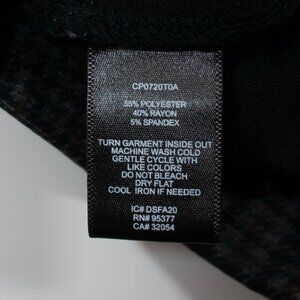 CP0720T0A
55% POLYESTER
40% RAYON
5% SPANDEX
TURN GARMENT INSIDE OUT
MACHINE WASH COLD
GENTLE CYCLE WITH
LIKE COLORS
DO NOT BLEACH
DRY FLAT
COOL IRON IF NEEDED
IC# DSFA20
RN# 95377
CA# 32054